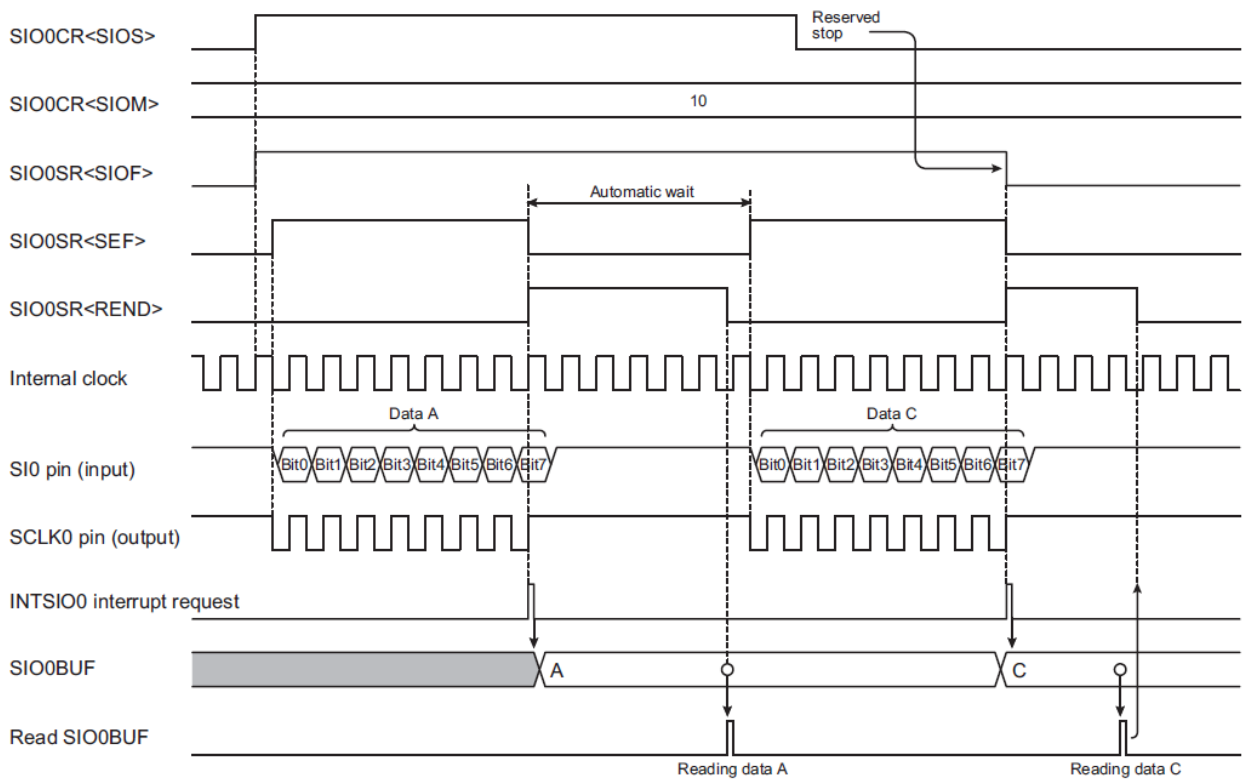 SIO0CR<SIOS>
Reserved
stop
SIO0CR<SIOM>
10
SIO0SR<SIOF>
Automatic wait
SIO0SR<SEF>
SIO0SR<REND>
Internal clock
Data A
Data C
SI0 pin (input)
Bit0 Bit1 Bit2 Bit3 Bit4 Bit5 Bit6 Bit7
Bit0 Bit1 Bit2 Bit3 Bit4 Bit5 Bit6 Bit7
SCLK0 pin (output)
INTSIO0 interrupt request
SIO0BUF
A
C
Read SIO0BUF
Reading data A
Reading data C